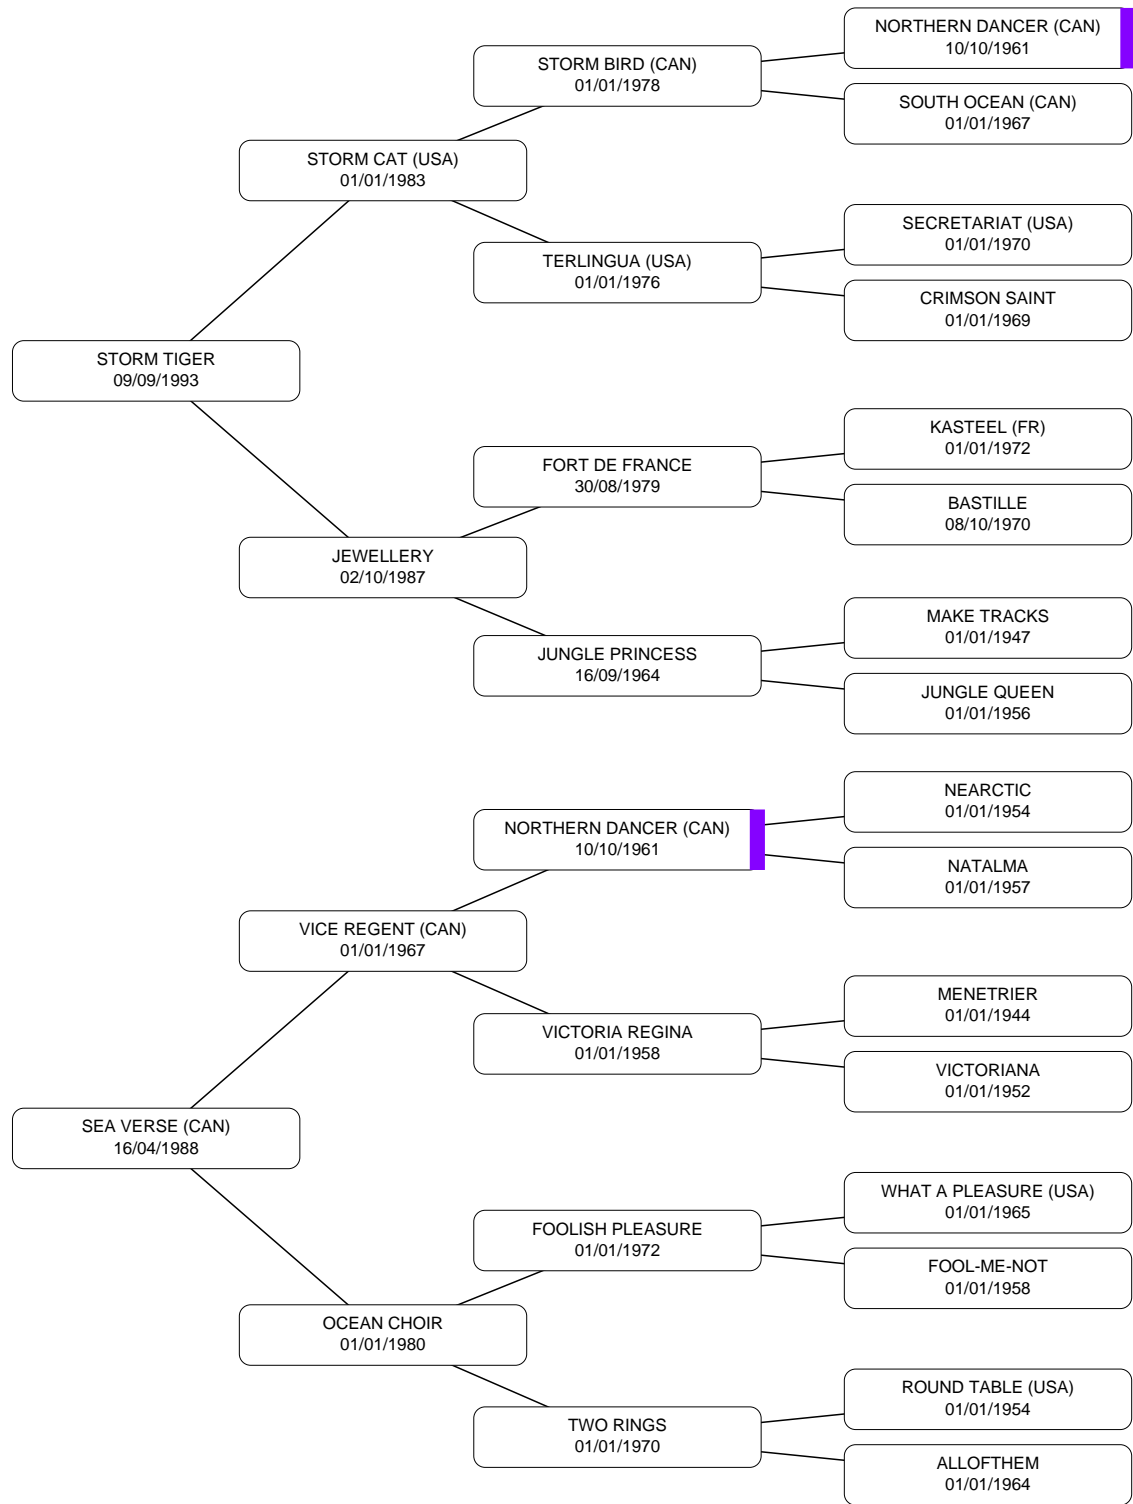 NORTHERN DANCER (CAN)
10/10/1961
STORM BIRD (CAN)
01/01/1978
SOUTH OCEAN (CAN)
01/01/1967
STORM CAT (USA)
01/01/1983
SECRETARIAT (USA)
01/01/1970
TERLINGUA (USA)
01/01/1976
CRIMSON SAINT
01/01/1969
STORM TIGER
09/09/1993
KASTEEL (FR)
01/01/1972
FORT DE FRANCE
30/08/1979
BASTILLE
08/10/1970
JEWELLERY
02/10/1987
MAKE TRACKS
01/01/1947
JUNGLE PRINCESS
16/09/1964
JUNGLE QUEEN
01/01/1956
NEARCTIC
01/01/1954
NORTHERN DANCER (CAN)
10/10/1961
NATALMA
01/01/1957
VICE REGENT (CAN)
01/01/1967
MENETRIER
01/01/1944
VICTORIA REGINA
01/01/1958
VICTORIANA
01/01/1952
SEA VERSE (CAN)
16/04/1988
WHAT A PLEASURE (USA)
01/01/1965
FOOLISH PLEASURE
01/01/1972
FOOL-ME-NOT
01/01/1958
OCEAN CHOIR
01/01/1980
ROUND TABLE (USA)
01/01/1954
TWO RINGS
01/01/1970
ALLOFTHEM
01/01/1964